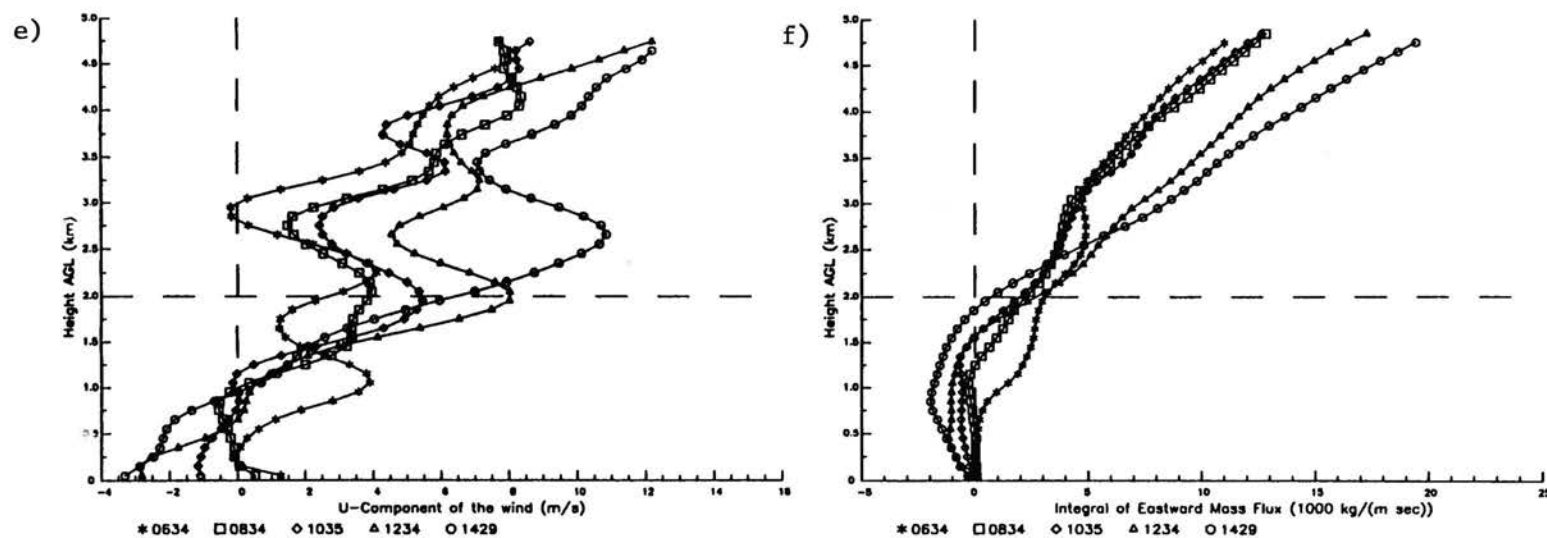 e)
5.0
4.5
4.0
3.5
3.0
2.5
2.0
1.5
1.0
0.5
0
Height AGL (km)
-4 -2 0 2 4 6 8 10 12 14 16
U-Component of the wind (m/s)
* 0634 □ 0834 ◇ 1035 △ 1234 ○ 1429
f)
5.0
4.5
4.0
3.5
3.0
2.5
2.0
1.5
1.0
0.5
0
Height AGL (km)
-5 0 5 10 15 20 25
Integral of Eastward Mass Flux (1000 kg/(m sec))
* 0634 □ 0834 ◇ 1035 △ 1234 ○ 1429